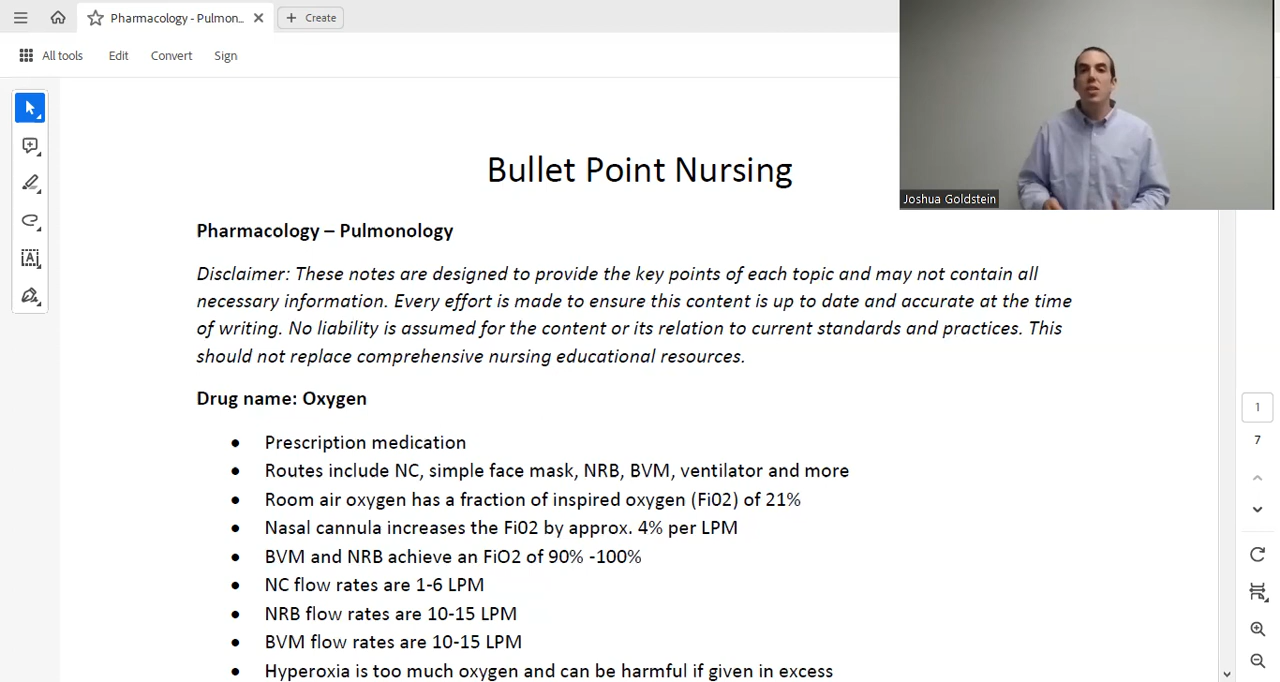 Pharmacology - Pulmon...
Create
All tools
Edit
Convert
Sign
Joshua Goldstein
Bullet Point Nursing
Pharmacology – Pulmonology
Disclaimer: These notes are designed to provide the key points of each topic and may not contain all
necessary information. Every effort is made to ensure this content is up to date and accurate at the time
of writing. No liability is assumed for the content or its relation to current standards and practices. This
should not replace comprehensive nursing educational resources.
Drug name: Oxygen
• Prescription medication
• Routes include NC, simple face mask, NRB, BVM, ventilator and more
• Room air oxygen has a fraction of inspired oxygen (Fi02) of 21%
• Nasal cannula increases the Fi02 by approx. 4% per LPM
• BVM and NRB achieve an FiO2 of 90% -100%
• NC flow rates are 1-6 LPM
• NRB flow rates are 10-15 LPM
• BVM flow rates are 10-15 LPM
• Hyperoxia is too much oxygen and can be harmful if given in excess
1
7